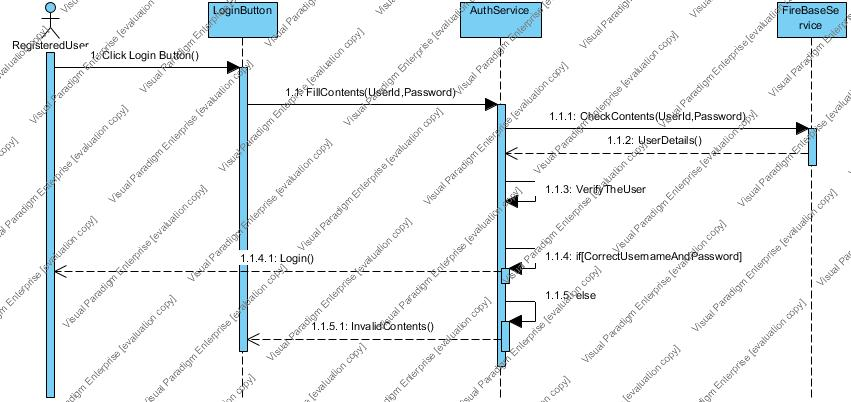 LoginButton
AuthService
FireBaseSe
rvice
RegisteredUser
1: Click Login Button()
1.1: FillContents(UserId,Password)
1.1.1: CheckContents(UserId,Password)
1.1.2: UserDetails()
1.1.3: VerifyTheUser
1.1.4: if[CorrectUsernameAndPassword]
1.1.4.1: Login()
1.1.5: else
1.1.5.1: InvalidContents()
Visual Paradigm Enterprise [evaluation copy]